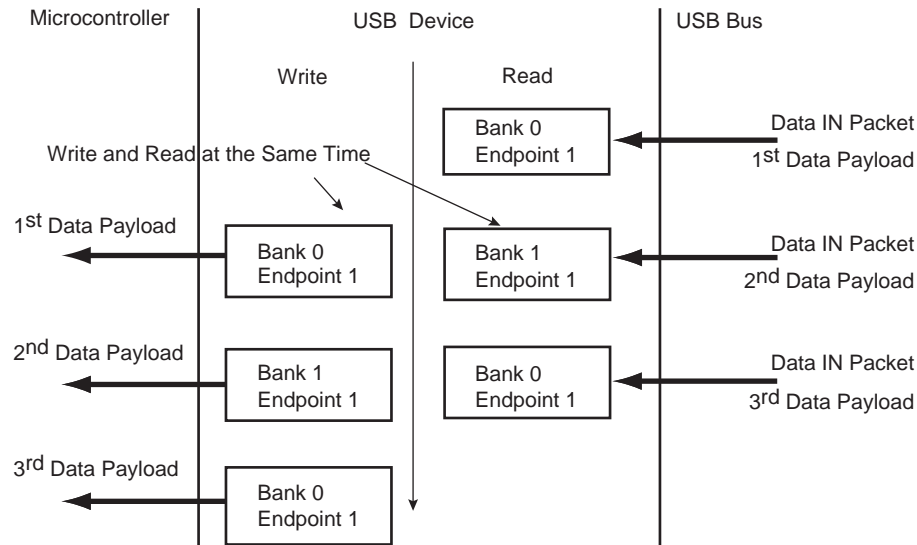 Microcontroller USB Device USB Bus
Write Read
Bank 0
Endpoint 1
Data IN Packet
1st Data Payload
Write and Read at the Same Time
1st Data Payload
Bank 0
Endpoint 1
Bank 1
Endpoint 1
Data IN Packet
2nd Data Payload
2nd Data Payload
Bank 1
Endpoint 1
Bank 0
Endpoint 1
Data IN Packet
3rd Data Payload
3rd Data Payload
Bank 0
Endpoint 1